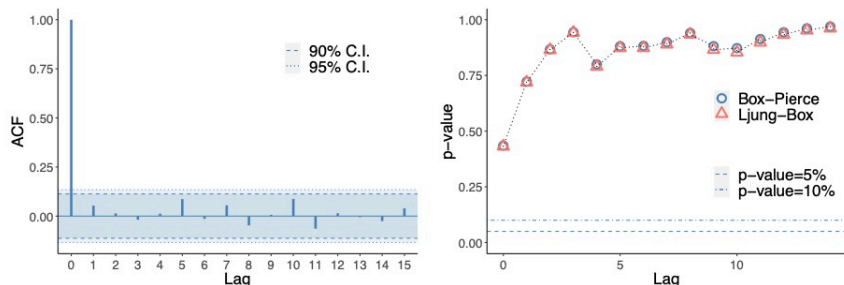 1.00
0.75
0.50
0.25
0.00
ACF
90% C.I.
95% C.I.
0 1 2 3 4 5 6 7 8 9 10 11 12 13 14 15
Lag
1.00
0.75
0.50
0.25
0.00
p-value
Box-Pierce
Ljung-Box
p-value=5%
p-value=10%
0 5 10
Lag